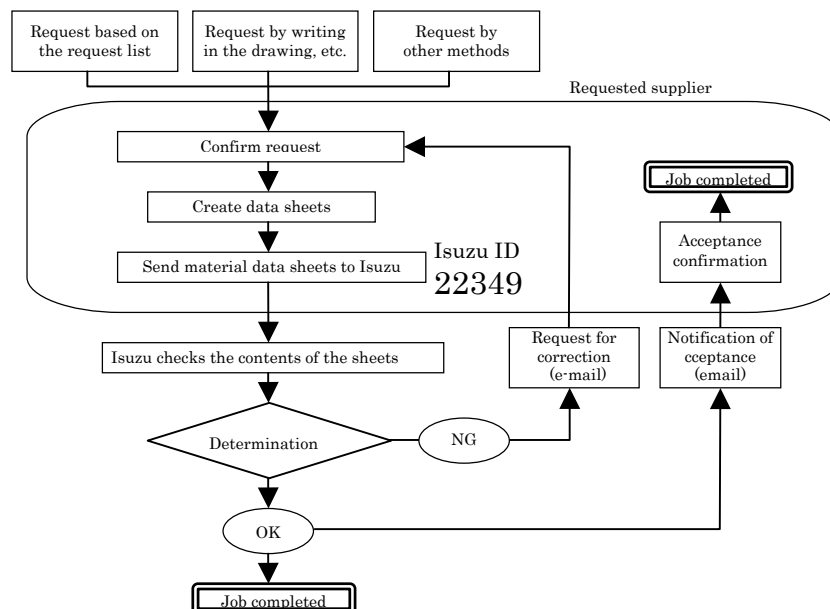 Request based on
the request list
Request by writing
in the drawing, etc.
Request by
other methods
Requested supplier
Confirm request
Job completed
Create data sheets
Acceptance
confirmation
Send material data sheets to Isuzu
Isuzu ID
22349
Isuzu checks the contents of the sheets
Request for
correction
(e-mail)
Notification of
cceptance
(email)
Determination
NG
OK
Job completed